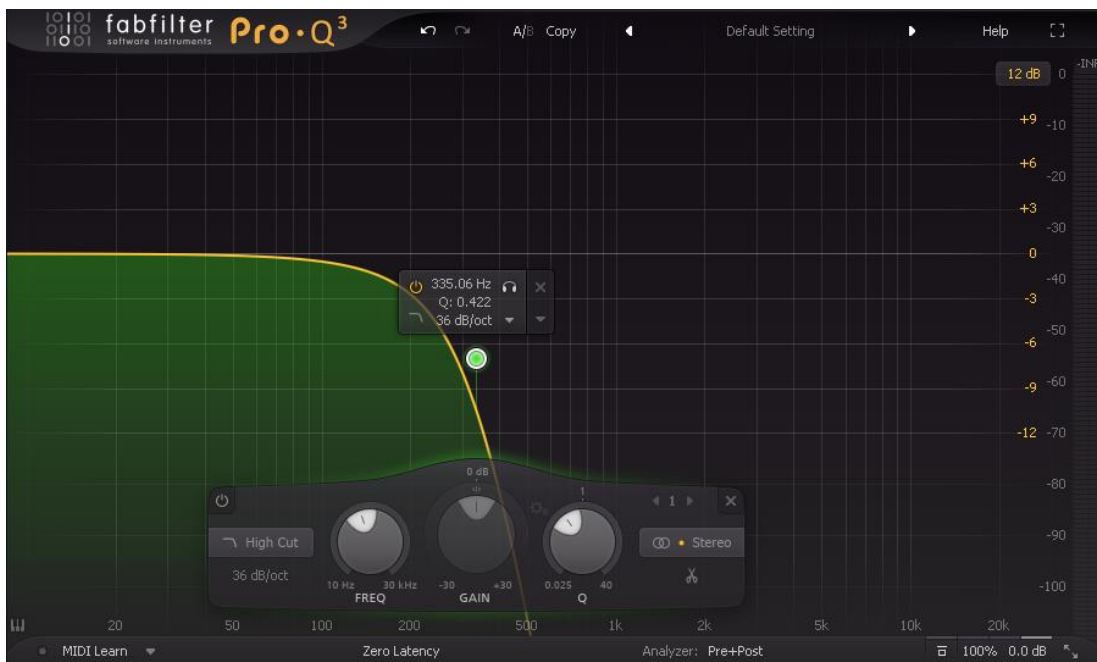 fabfilter
software instruments
Pro·Q³
A/B Copy
Default Setting
Help
12 dB
0
-INF
+9
-10
+6
-20
+3
-30
0
-40
-3
-50
-6
-60
-9
-12
-70
-80
-90
-100
335.06 Hz
Q: 0.422
36 dB/oct
0 dB
1
High Cut
Stereo
36 dB/oct
10 Hz 30 kHz
FREQ
-30 +30
GAIN
0.025 40
Q
20 50 100 200 500 1k 2k 5k 10k 20k
MIDI Learn
Zero Latency
Analyzer: Pre+Post
100%
0.0 dB